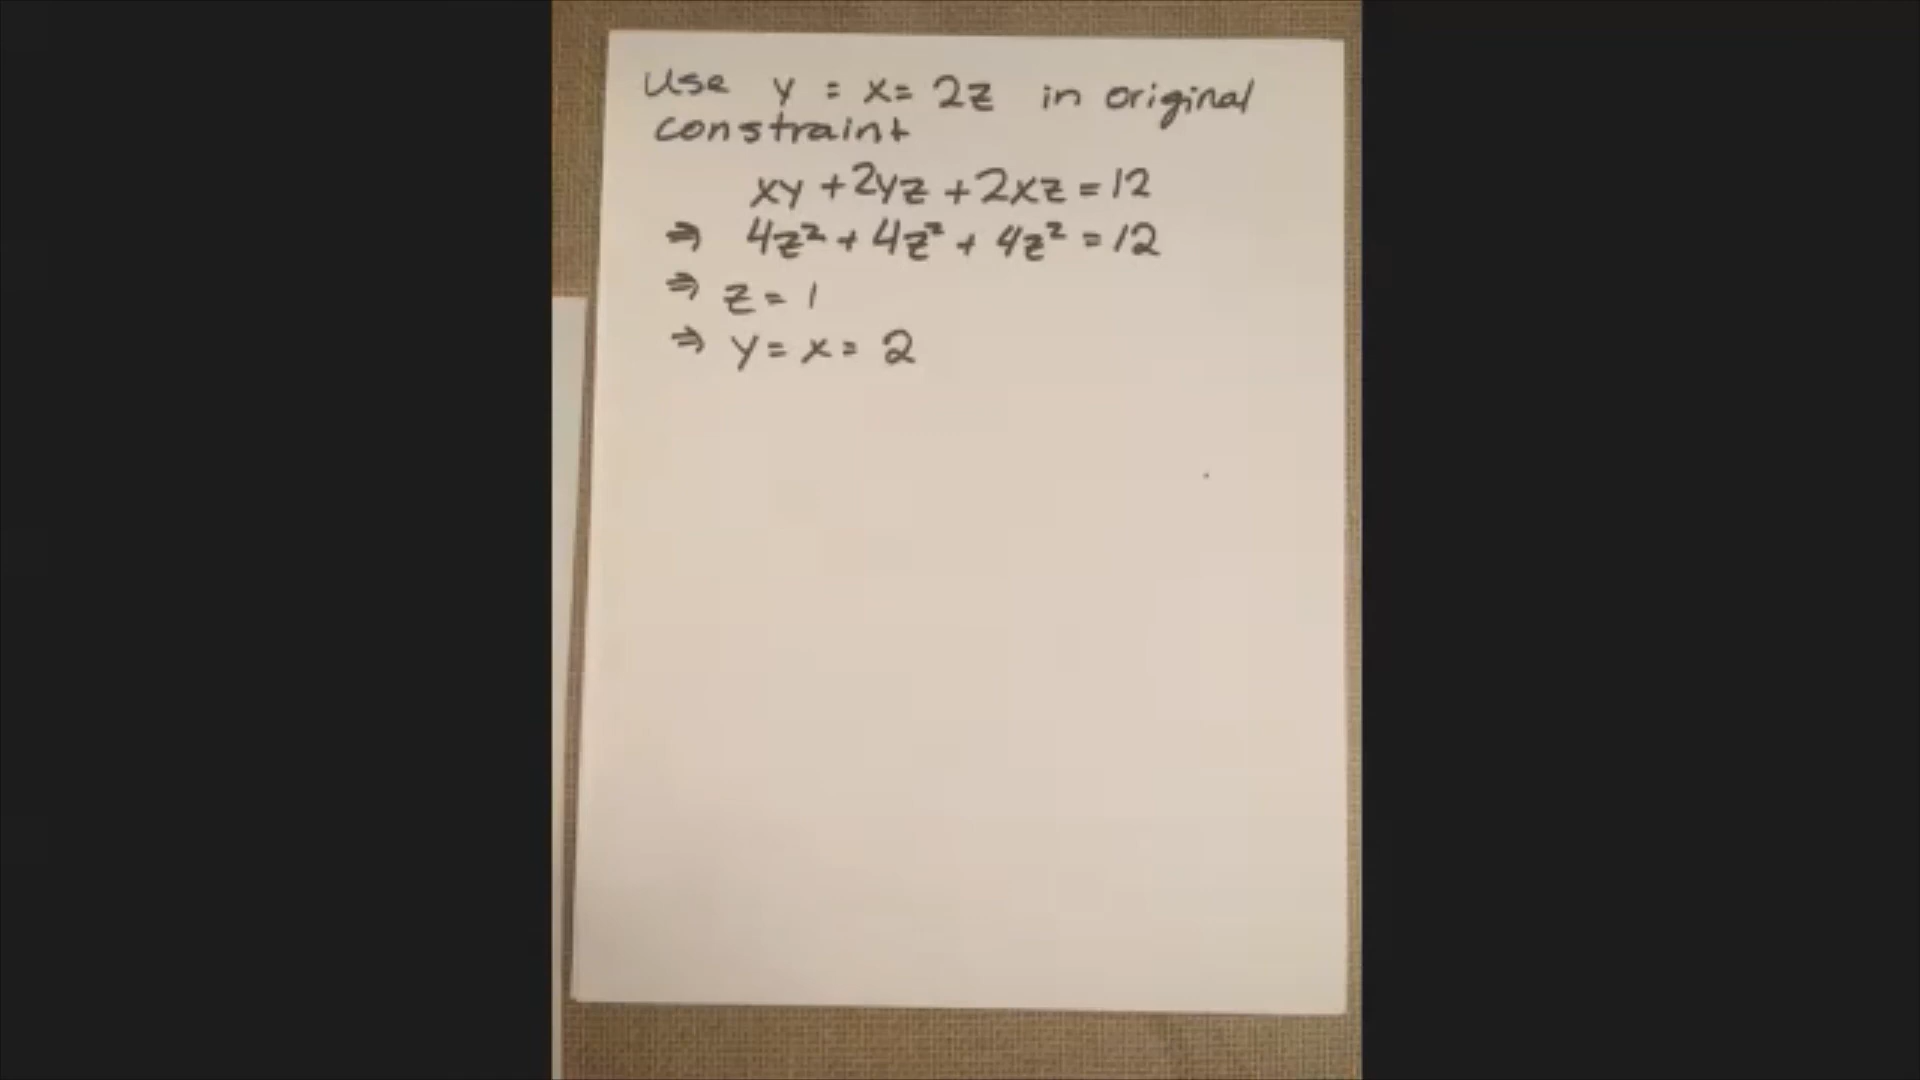 Use y = x = 2z in original
constraint
xy + 2yz + 2xz = 12
⇒ 4z² + 4z² + 4z² = 12
⇒ z = 1
⇒ y = x = 2